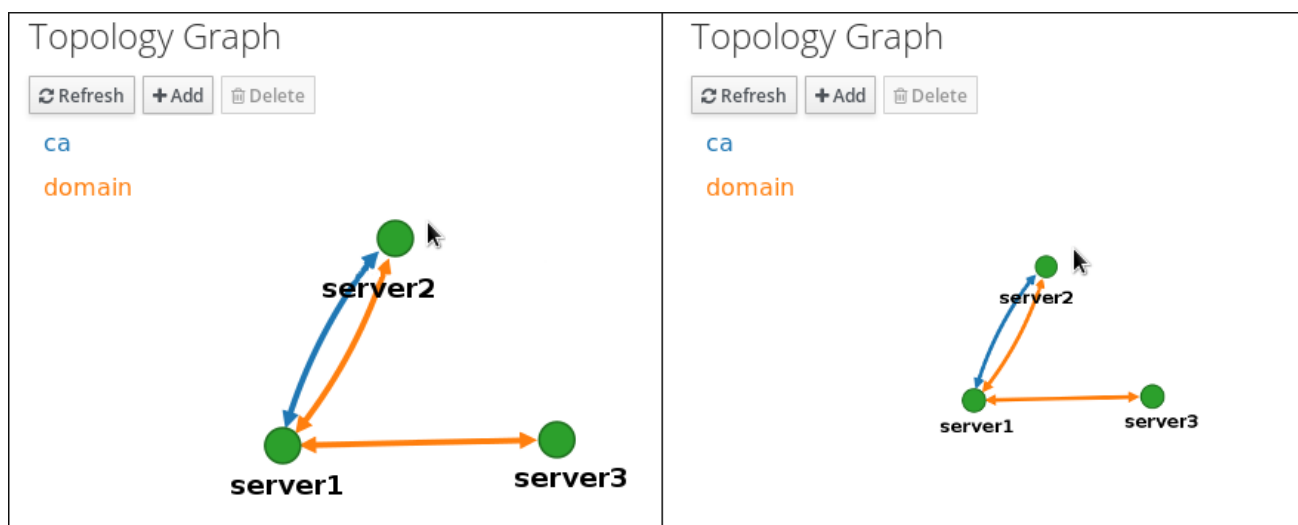 Topology Graph
Refresh Add Delete
ca
domain
server2
server1
server3
Topology Graph
Refresh Add Delete
ca
domain
server2
server1
server3